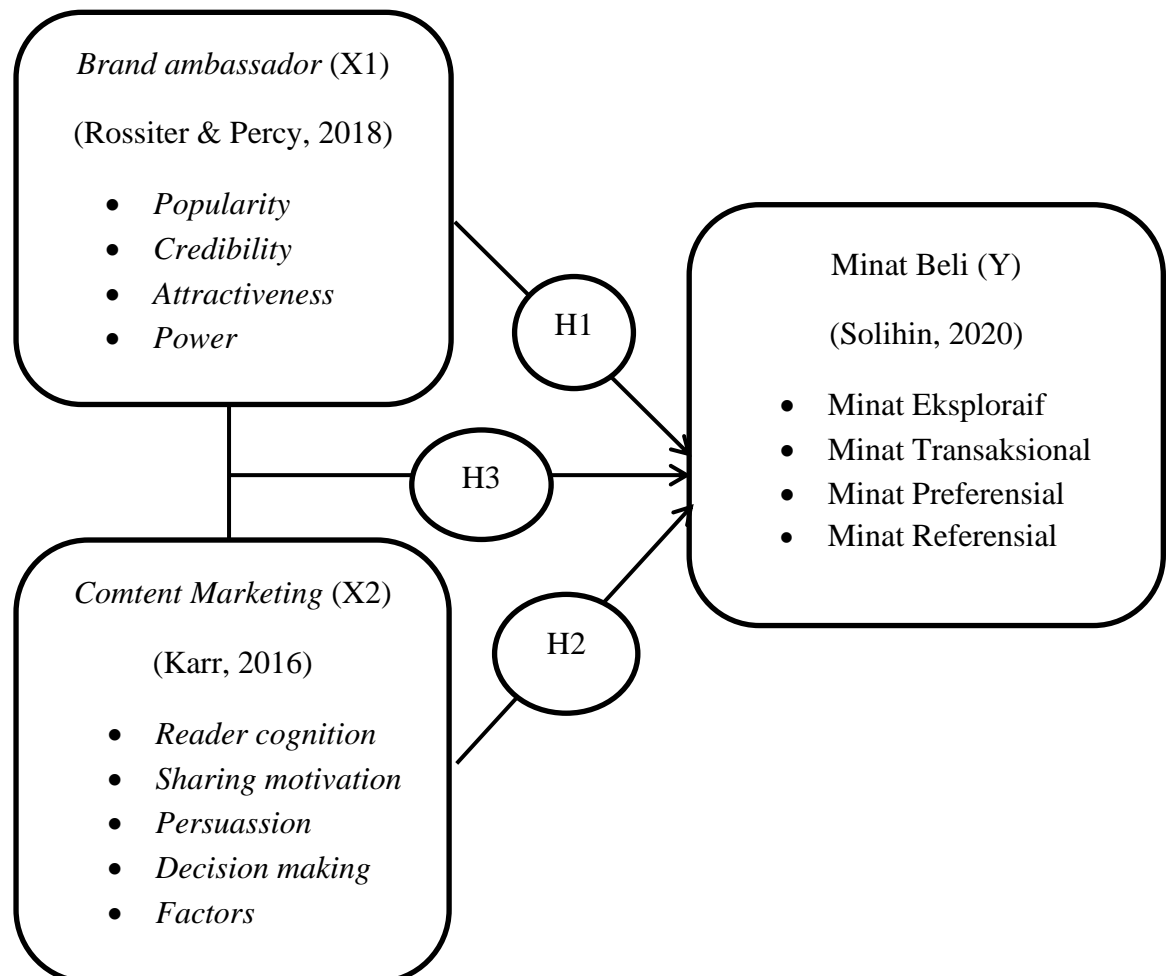 Brand ambassador (X1)
(Rossiter & Percy, 2018)
• Popularity
• Credibility
• Attractiveness
• Power
H1
Minat Beli (Y)
(Solihin, 2020)
• Minat Eksploraif
• Minat Transaksional
• Minat Preferensial
• Minat Referensial
H3
Comtent Marketing (X2)
(Karr, 2016)
• Reader cognition
• Sharing motivation
• Persuassion
• Decision making
• Factors
H2